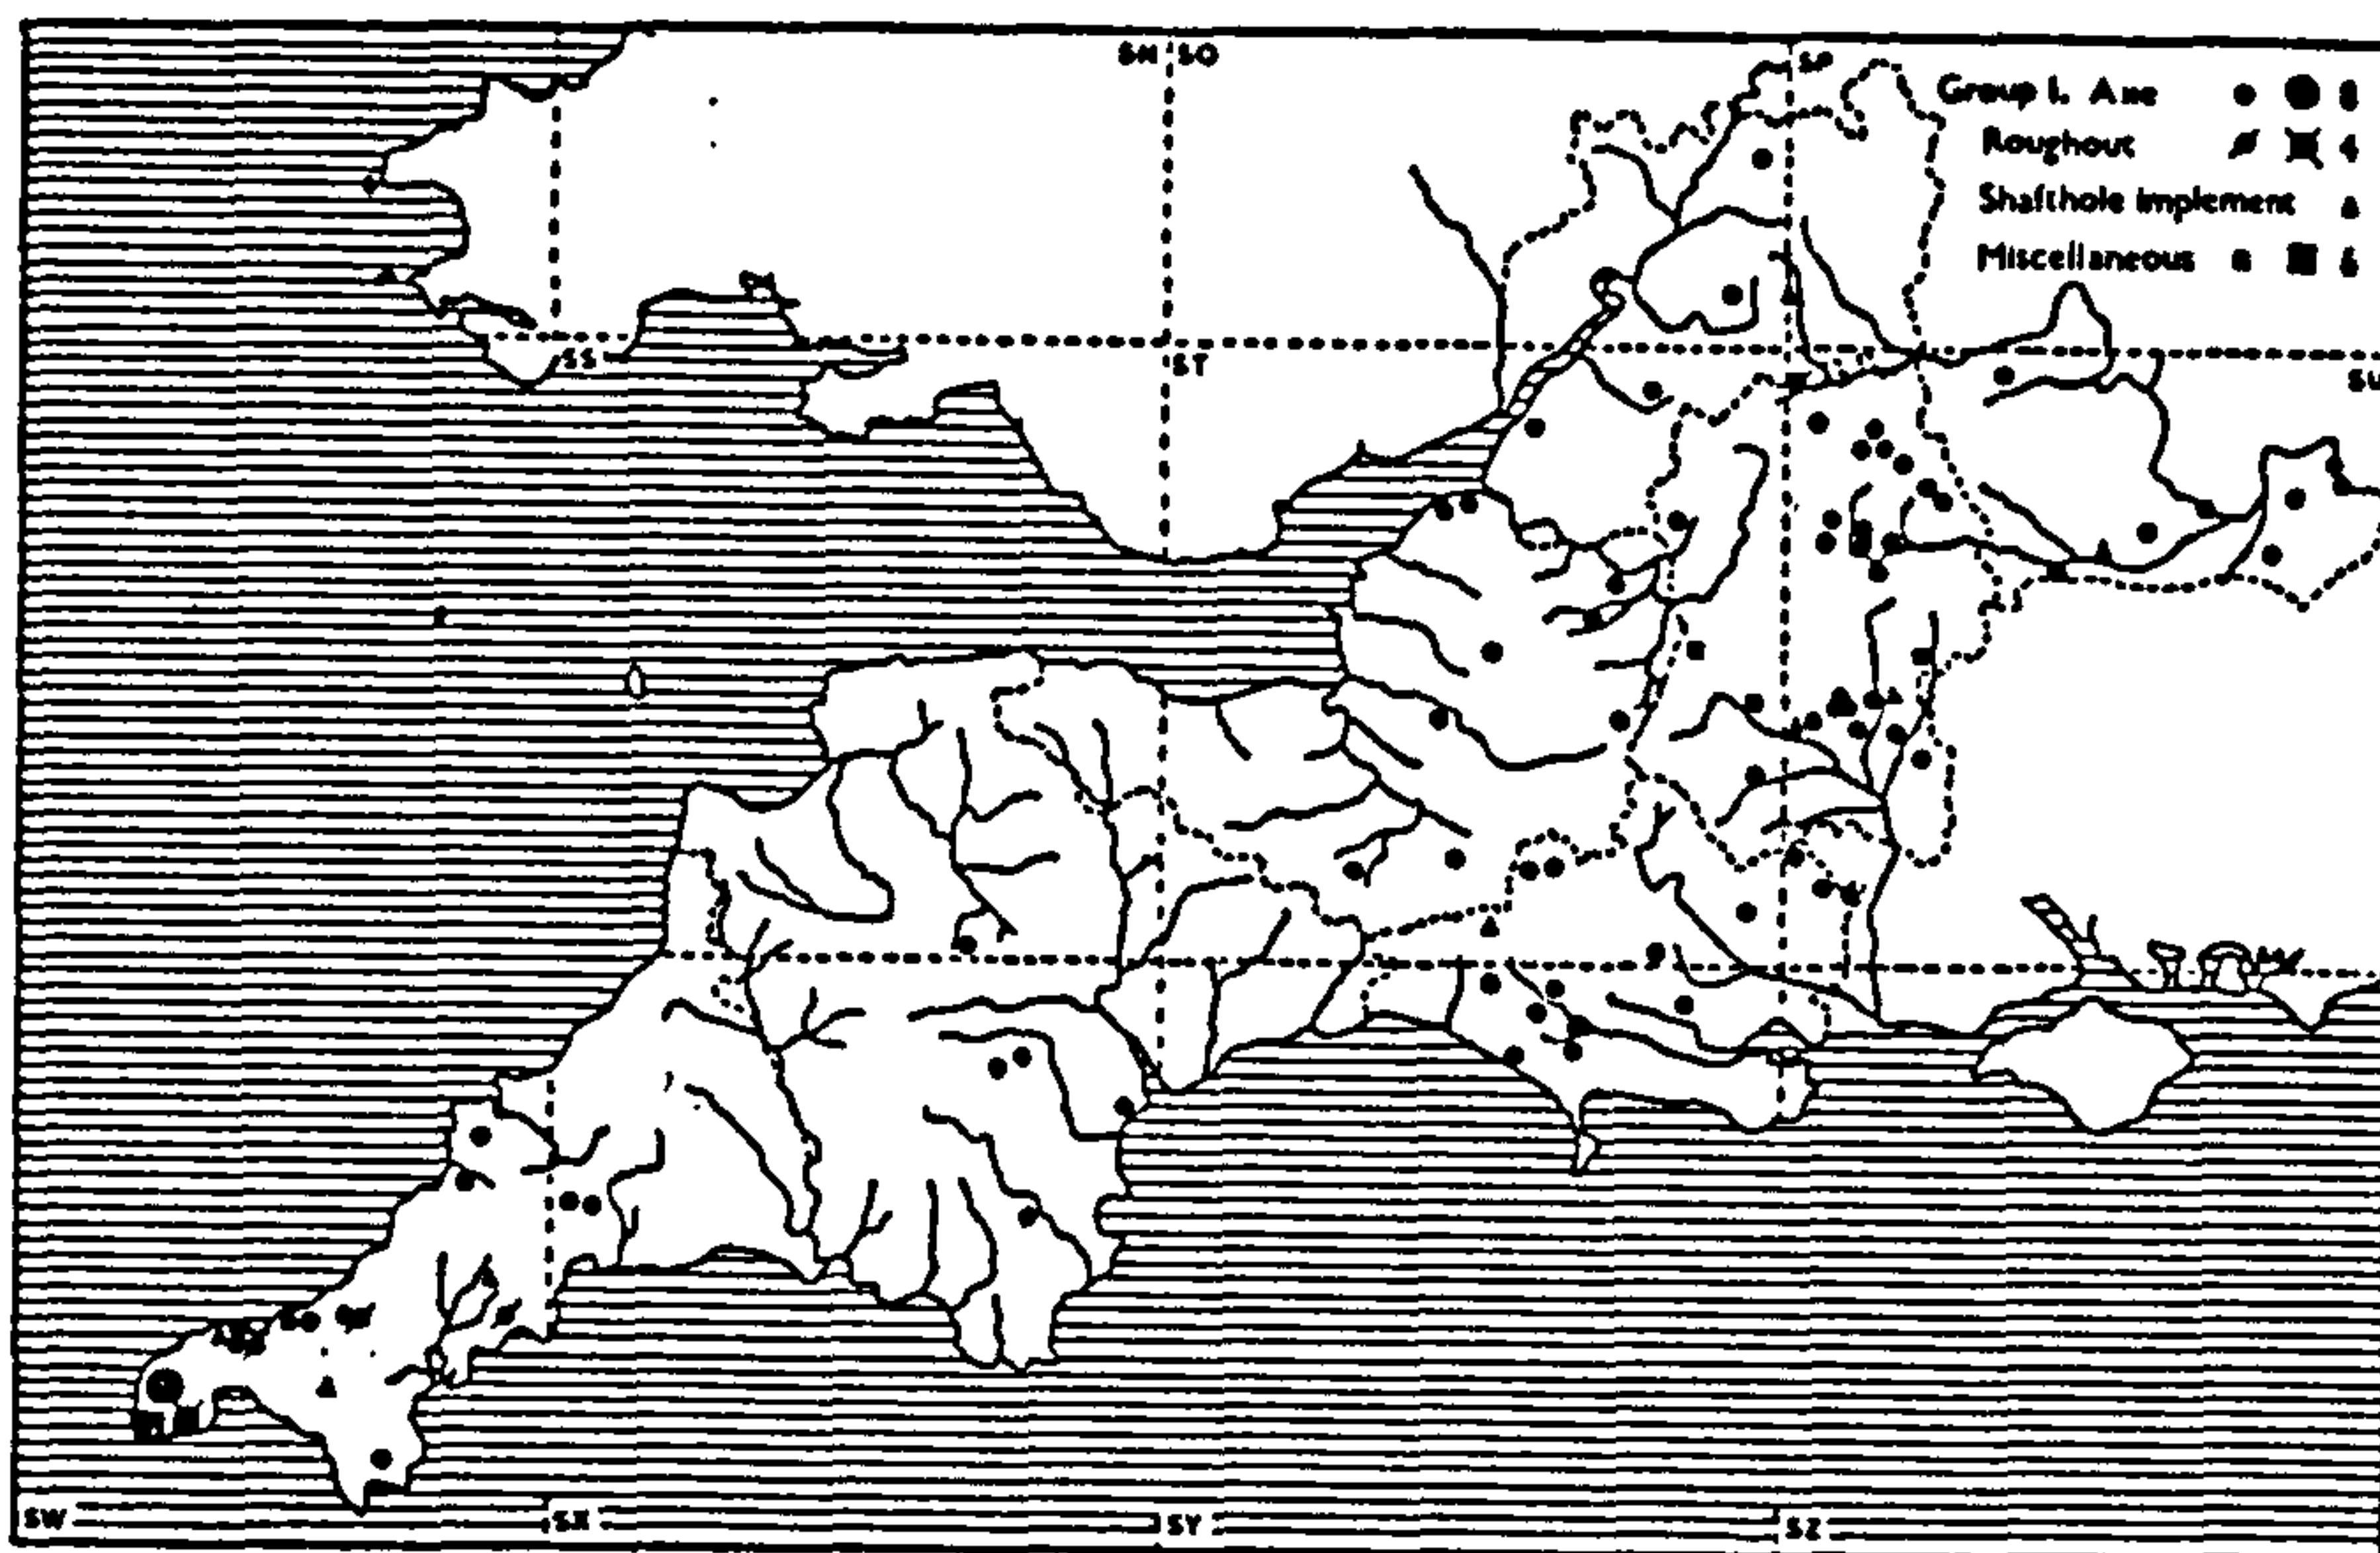 SN SO
SP
Group I. Axe 8
Roughout 4
Shafthole implement
Miscellaneous 6
SS
ST
SU
SW
SX
SY
SZ